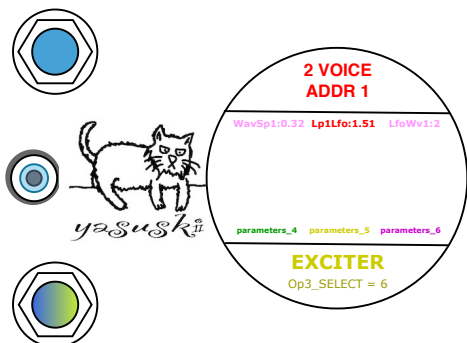 2 VOICE
ADDR 1
WavSp1:0.32 Lp1Lfo:1.51 LfoWv1:2
yasuski II
parameters_4 parameters_5 parameters_6
EXCITER
Op3_SELECT = 6